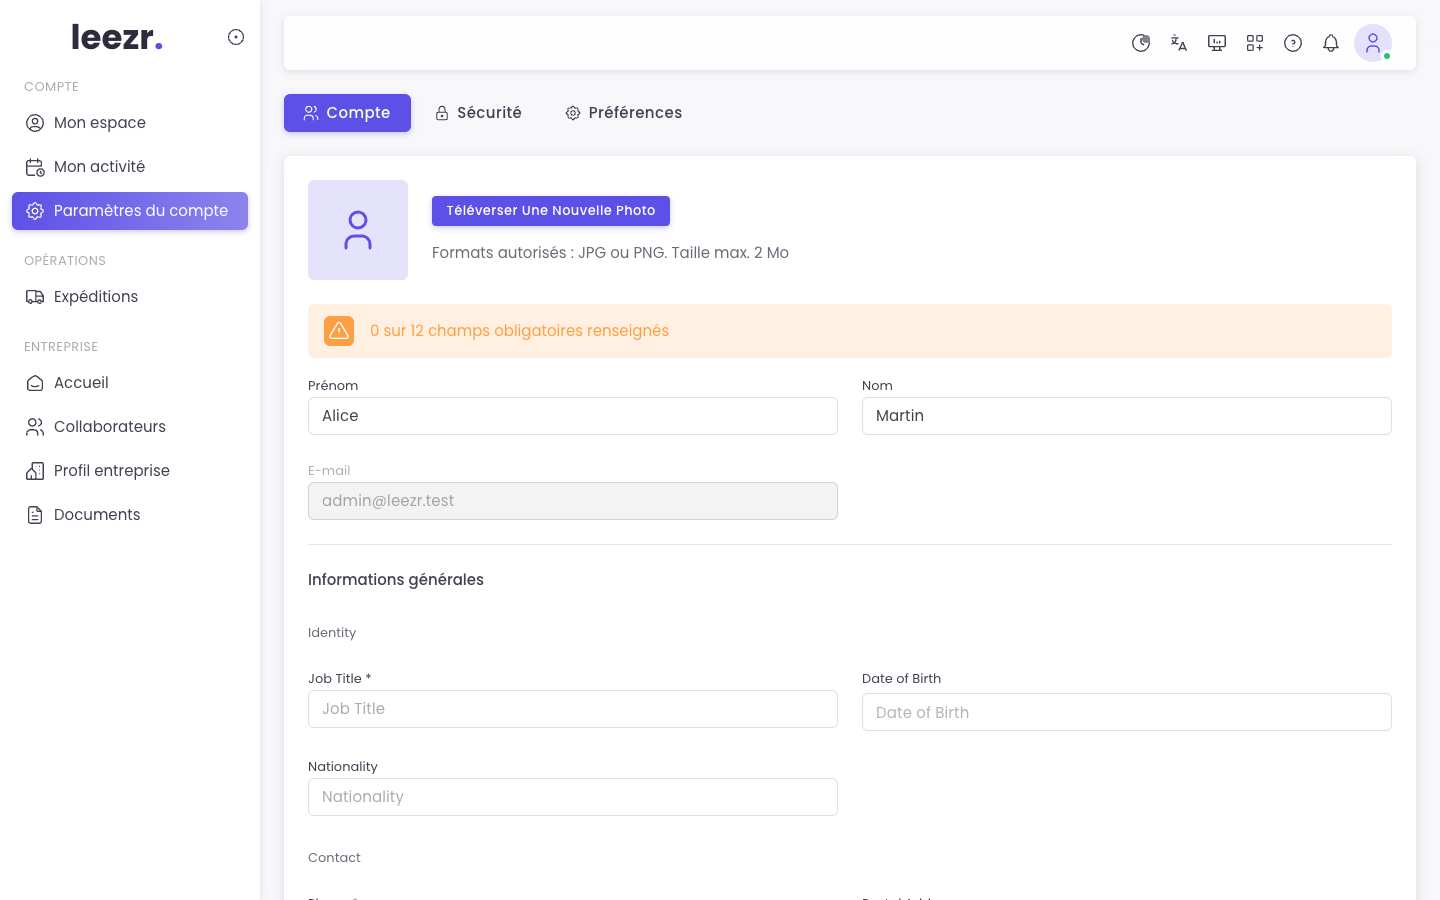 leezr.
COMPTE
Mon espace
Mon activité
Paramètres du compte
OPÉRATIONS
Expéditions
ENTREPRISE
Accueil
Collaborateurs
Profil entreprise
Documents
Compte
Sécurité
Préférences
Téléverser Une Nouvelle Photo
Formats autorisés : JPG ou PNG. Taille max. 2 Mo
0 sur 12 champs obligatoires renseignés
Prénom
Alice
Nom
Martin
E-mail
admin@leezr.test
Informations générales
Identity
Job Title *
Job Title
Date of Birth
Date of Birth
Nationality
Nationality
Contact